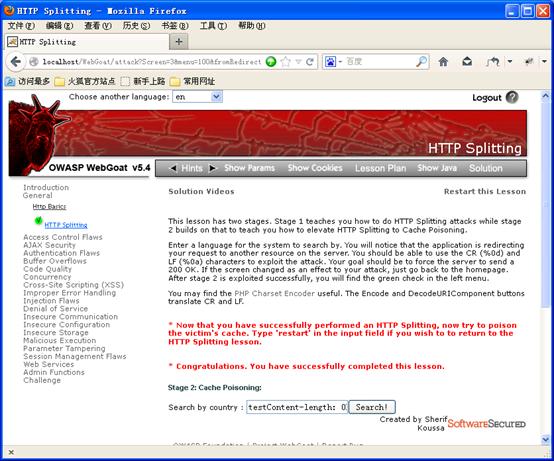 HTTP Splitting - Mozilla Firefox
文件(F) 编辑(E) 查看(V) 历史(S) 书签(B) 工具(T) 帮助(H)
HTTP Splitting +
localhost/WebGoat/attack?Screen=3&menu=100&fromRedirect
百度
访问最多 火狐官方站点 新手上路 常用网址
Choose another language: en
Logout ?
HTTP Splitting
OWASP WebGoat v5.4
Hints Show Params Show Cookies Lesson Plan Show Java Solution
Introduction
General
Http Basics
HTTP Splitting
Access Control Flaws
AJAX Security
Authentication Flaws
Buffer Overflows
Code Quality
Concurrency
Cross-Site Scripting (XSS)
Improper Error Handling
Injection Flaws
Denial of Service
Insecure Communication
Insecure Configuration
Insecure Storage
Malicious Execution
Parameter Tampering
Session Management Flaws
Web Services
Admin Functions
Challenge
Solution Videos Restart this Lesson
This lesson has two stages. Stage 1 teaches you how to do HTTP Splitting attacks while stage
2 builds on that to teach you how to elevate HTTP Splitting to Cache Poisoning.
Enter a language for the system to search by. You will notice that the application is redirecting
your request to another resource on the server. You should be able to use the CR (%0d) and
LF (%0a) characters to exploit the attack. Your goal should be to force the server to send a
200 OK. If the screen changed as an effect to your attack, just go back to the homepage.
After stage 2 is exploited successfully, you will find the green check in the left menu.
You may find the PHP Charset Encoder useful. The Encode and DecodeURIComponent buttons
translate CR and LF.
* Now that you have successfully performed an HTTP Splitting, now try to poison
the victim's cache. Type 'restart' in the input field if you wish to to return to the
HTTP Splitting lesson.
* Congratulations. You have successfully completed this lesson.
Stage 2: Cache Poisoning:
Search by country : testContent-length: 0 Search!
Created by Sherif
Koussa SoftwareSecured
OWASP Foundation | Project WebGoat | Report Bug